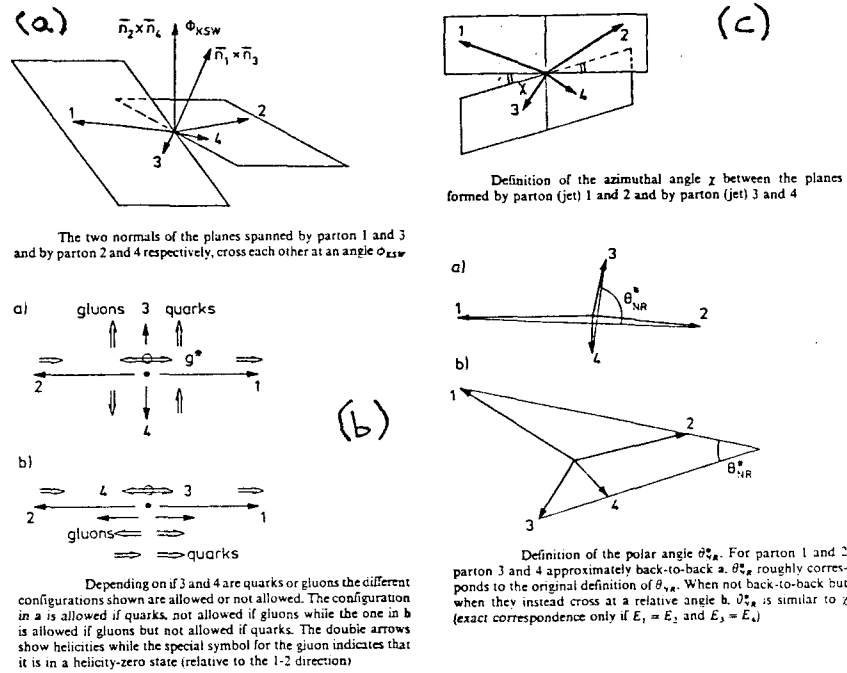 (a)
n̄₂×n̄₄
Φ_KSW
n̄₁×n̄₃
1
2
3
4
The two normals of the planes spanned by parton 1 and 3
and by parton 2 and 4 respectively, cross each other at an angle Φ_KSW
a)
gluons 3 quarks
g*
2
1
4
(b)
b)
4
3
2
1
gluons
quarks
Depending on if 3 and 4 are quarks or gluons the different
configurations shown are allowed or not allowed. The configuration
in a is allowed if quarks, not allowed if gluons while the one in b
is allowed if gluons but not allowed if quarks. The double arrows
show helicities while the special symbol for the gluon indicates that
it is in a helicity-zero state (relative to the 1-2 direction)
(c)
1
2
χ
3
4
Definition of the azimuthal angle χ between the planes
formed by parton (jet) 1 and 2 and by parton (jet) 3 and 4
a)
3
θ*_NR
1
2
4
b)
1
2
θ*_NR
4
3
Definition of the polar angle θ*_NR. For parton 1 and 2
parton 3 and 4 approximately back-to-back a. θ*_NR roughly corres-
ponds to the original definition of θ_NR. When not back-to-back but
when they instead cross at a relative angle b. θ*_NR is similar to χ
(exact correspondence only if E₁ = E₂ and E₃ = E₄)